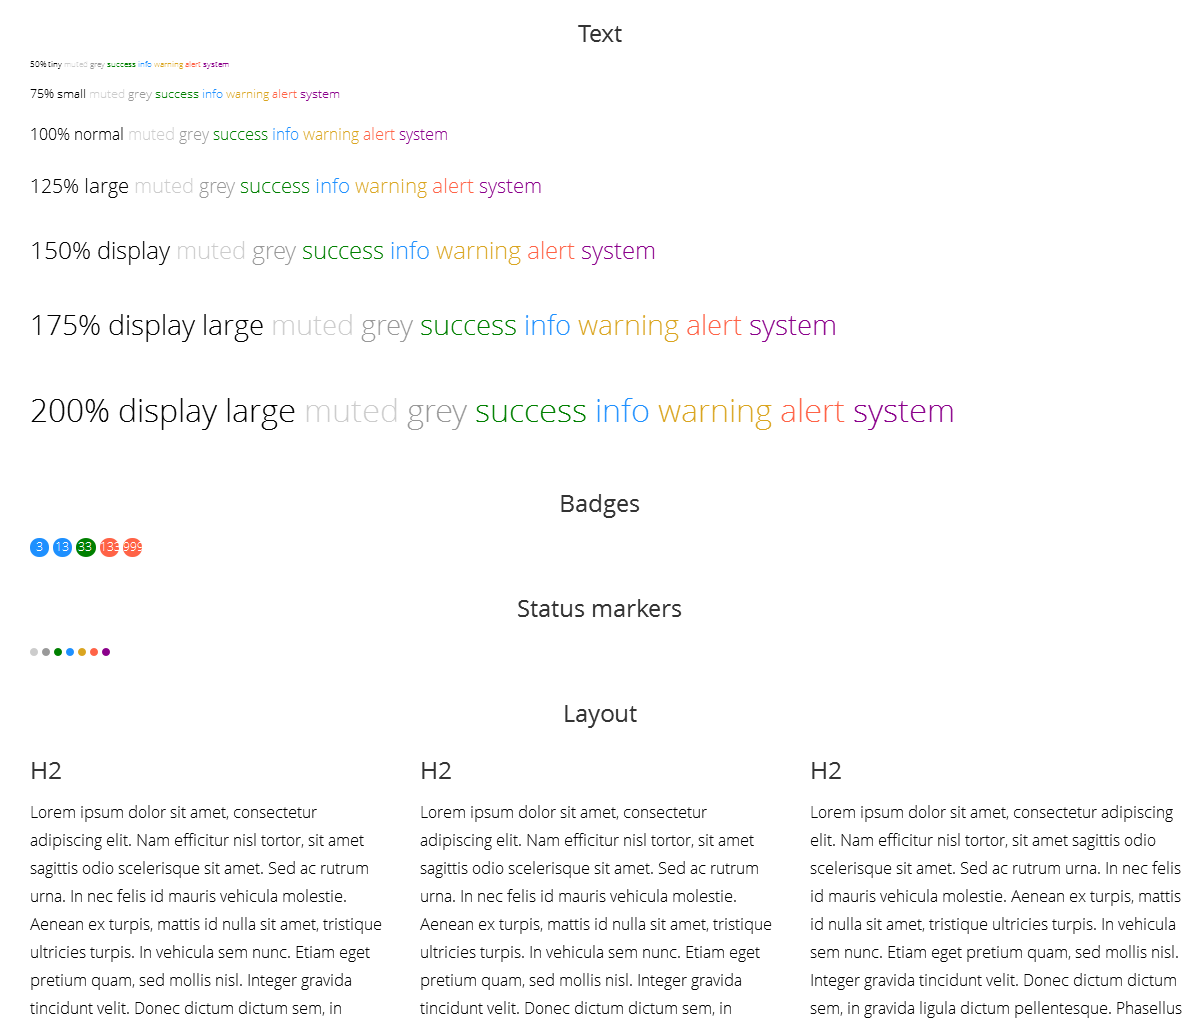 Text
50% tiny muted grey success info warning alert system
75% small muted grey success info warning alert system
100% normal muted grey success info warning alert system
125% large muted grey success info warning alert system
150% display muted grey success info warning alert system
175% display large muted grey success info warning alert system
200% display large muted grey success info warning alert system
Badges
3 13 33 133 999
Status markers
Layout
H2
Lorem ipsum dolor sit amet, consectetur
adipiscing elit. Nam efficitur nisl tortor, sit amet
sagittis odio scelerisque sit amet. Sed ac rutrum
urna. In nec felis id mauris vehicula molestie.
Aenean ex turpis, mattis id nulla sit amet, tristique
ultricies turpis. In vehicula sem nunc. Etiam eget
pretium quam, sed mollis nisl. Integer gravida
tincidunt velit. Donec dictum dictum sem, in
H2
Lorem ipsum dolor sit amet, consectetur
adipiscing elit. Nam efficitur nisl tortor, sit amet
sagittis odio scelerisque sit amet. Sed ac rutrum
urna. In nec felis id mauris vehicula molestie.
Aenean ex turpis, mattis id nulla sit amet, tristique
ultricies turpis. In vehicula sem nunc. Etiam eget
pretium quam, sed mollis nisl. Integer gravida
tincidunt velit. Donec dictum dictum sem, in
H2
Lorem ipsum dolor sit amet, consectetur adipiscing
elit. Nam efficitur nisl tortor, sit amet sagittis odio
scelerisque sit amet. Sed ac rutrum urna. In nec felis
id mauris vehicula molestie. Aenean ex turpis, mattis
id nulla sit amet, tristique ultricies turpis. In vehicula
sem nunc. Etiam eget pretium quam, sed mollis nisl.
Integer gravida tincidunt velit. Donec dictum dictum
sem, in gravida ligula dictum pellentesque. Phasellus